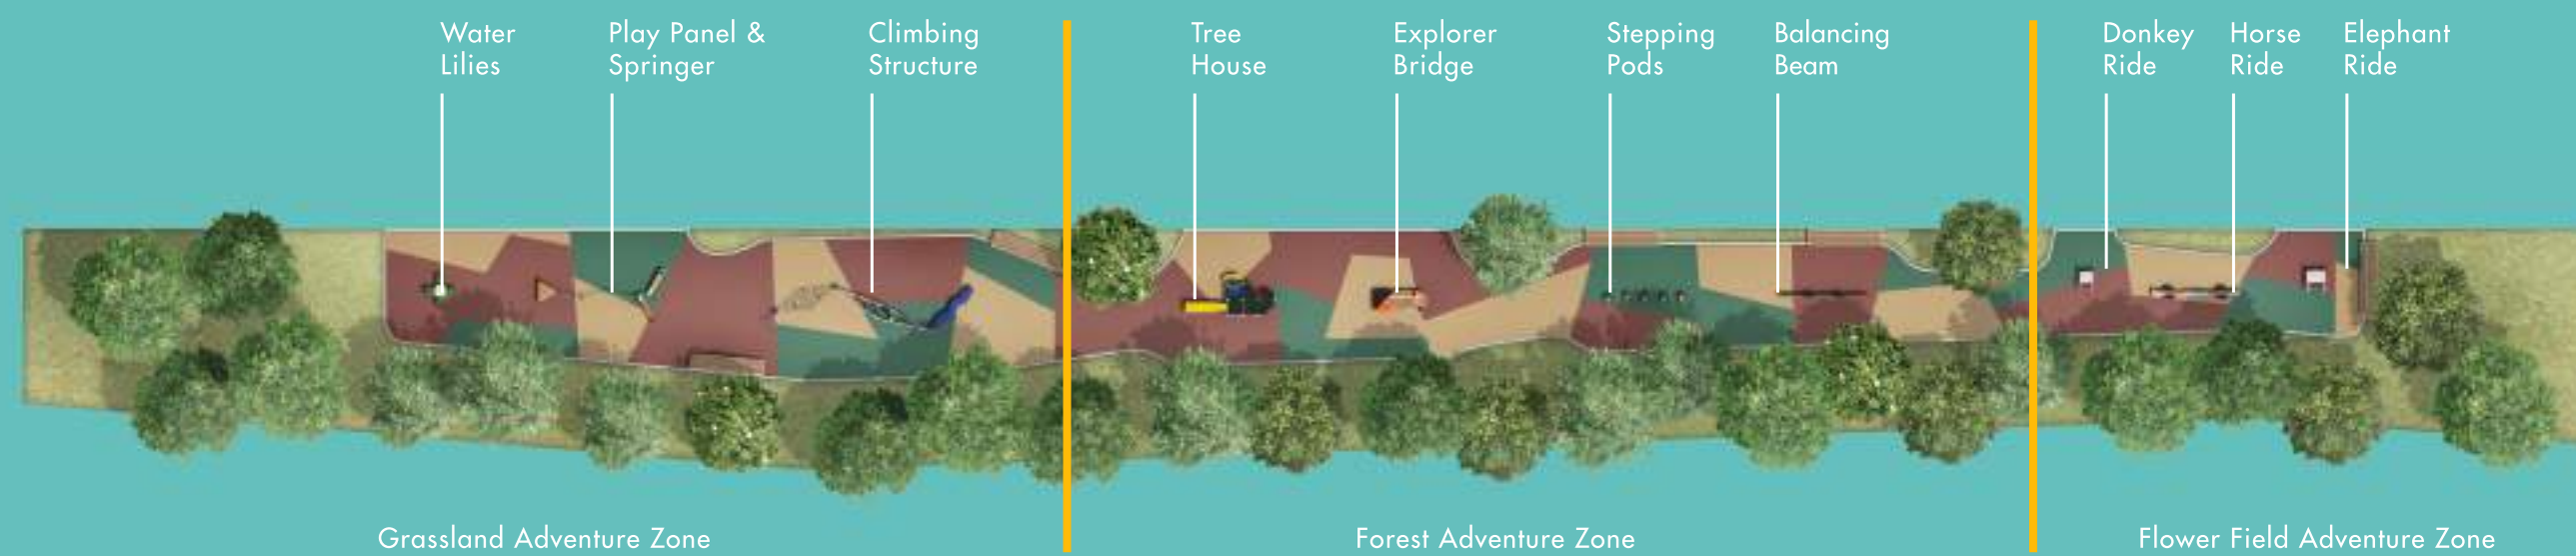 Water
Lilies
Play Panel &
Springer
Climbing
Structure
Tree
House
Explorer
Bridge
Stepping
Pods
Balancing
Beam
Donkey
Ride
Horse
Ride
Elephant
Ride
Grassland Adventure Zone
Forest Adventure Zone
Flower Field Adventure Zone